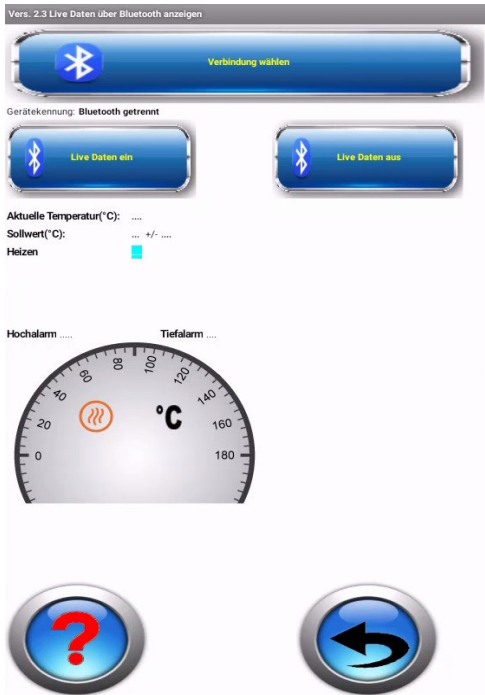 Vers. 2.3 Live Daten über Bluetooth anzeigen
Verbindung wählen
Gerätekennung: Bluetooth getrennt
Live Daten ein
Live Daten aus
Aktuelle Temperatur(°C): ....
Sollwert(°C): ... +/- ....
Heizen
Hochalarm ..... Tiefalarm ....
0 20 40 60 80 100 120 140 160 180
°C
?